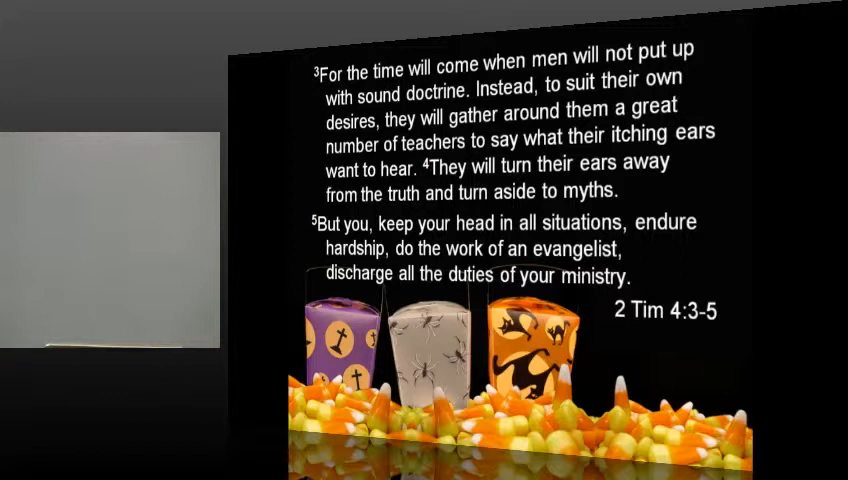 ³For the time will come when men will not put up
with sound doctrine. Instead, to suit their own
desires, they will gather around them a great
number of teachers to say what their itching ears
want to hear. ⁴They will turn their ears away
from the truth and turn aside to myths.
⁵But you, keep your head in all situations, endure
hardship, do the work of an evangelist,
discharge all the duties of your ministry.
2 Tim 4:3-5